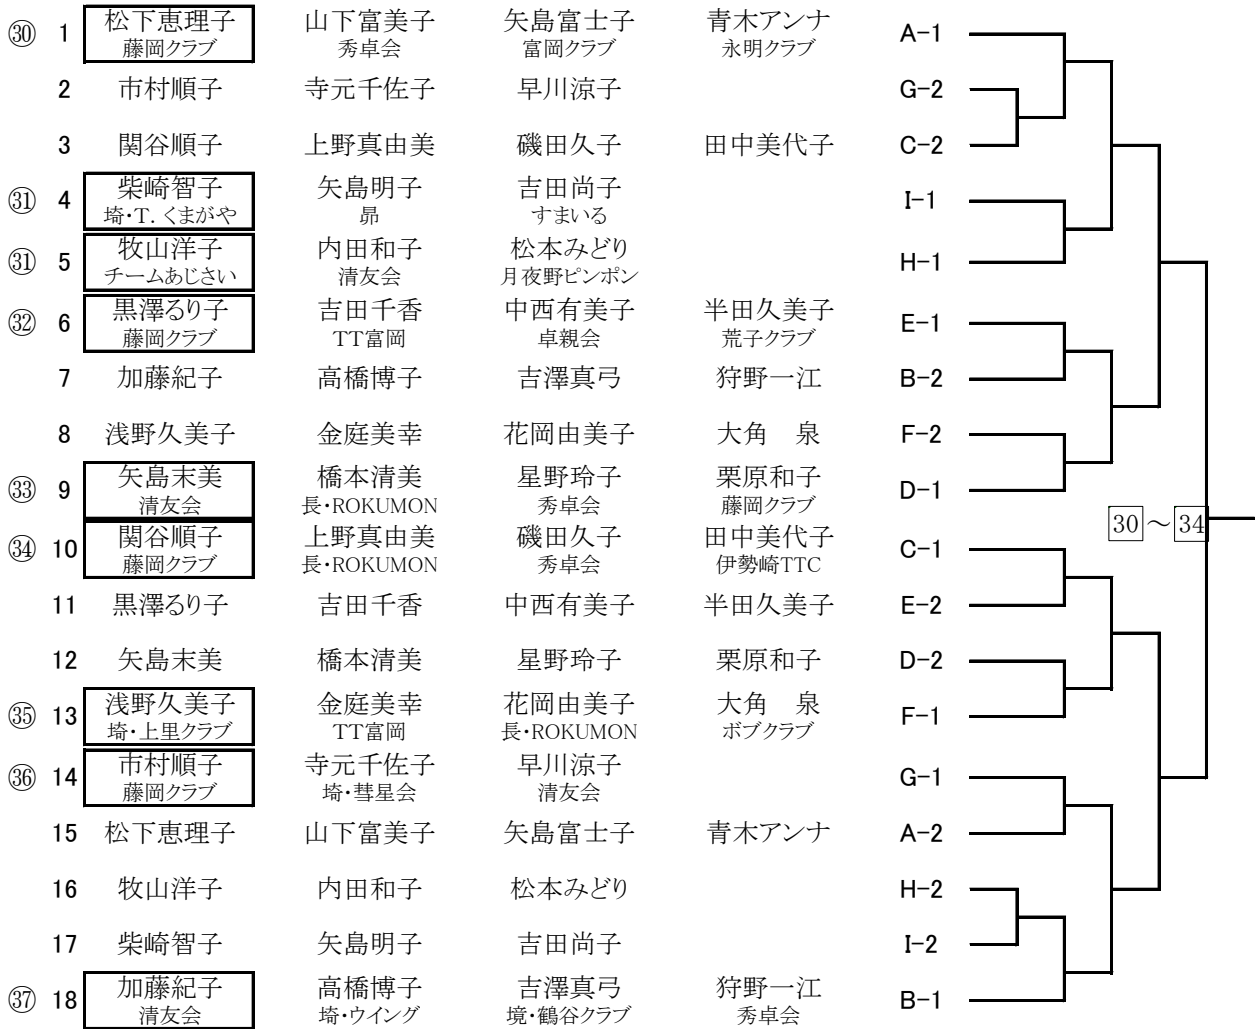 ㉚ 1 松下恵理子 山下富美子 矢島富士子 青木アンナ A-1
藤岡クラブ 秀卓会 富岡クラブ 永明クラブ
2 市村順子 寺元千佐子 早川涼子 G-2
3 関谷順子 上野真由美 磯田久子 田中美代子 C-2
㉛ 4 柴崎智子 矢島明子 吉田尚子 I-1
埼・T.くまがや 昴 すまいる
㉛ 5 牧山洋子 内田和子 松本みどり H-1
チームあじさい 清友会 月夜野ピンポン
㉜ 6 黒澤るり子 吉田千香 中西有美子 半田久美子 E-1
藤岡クラブ TT富岡 卓親会 荒子クラブ
7 加藤紀子 高橋博子 吉澤真弓 狩野一江 B-2
8 浅野久美子 金庭美幸 花岡由美子 大角　泉 F-2
㉝ 9 矢島末美 橋本清美 星野玲子 栗原和子 D-1
清友会 長・ROKUMON 秀卓会 藤岡クラブ
30 ～ 34
㉞ 10 関谷順子 上野真由美 磯田久子 田中美代子 C-1
藤岡クラブ 長・ROKUMON 秀卓会 伊勢崎TTC
11 黒澤るり子 吉田千香 中西有美子 半田久美子 E-2
12 矢島末美 橋本清美 星野玲子 栗原和子 D-2
㉟ 13 浅野久美子 金庭美幸 花岡由美子 大角　泉 F-1
埼・上里クラブ TT富岡 長・ROKUMON ボブクラブ
㊱ 14 市村順子 寺元千佐子 早川涼子 G-1
藤岡クラブ 埼・彗星会 清友会
15 松下恵理子 山下富美子 矢島富士子 青木アンナ A-2
16 牧山洋子 内田和子 松本みどり H-2
17 柴崎智子 矢島明子 吉田尚子 I-2
㊲ 18 加藤紀子 高橋博子 吉澤真弓 狩野一江 B-1
清友会 埼・ウイング 境・鶴谷クラブ 秀卓会